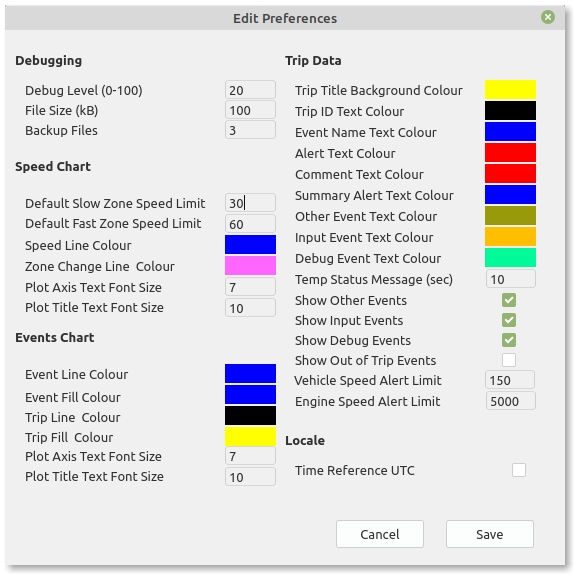 Edit Preferences
Debugging
Debug Level (0-100) 20
File Size (kB) 100
Backup Files 3
Speed Chart
Default Slow Zone Speed Limit 30
Default Fast Zone Speed Limit 60
Speed Line Colour
Zone Change Line Colour
Plot Axis Text Font Size 7
Plot Title Text Font Size 10
Events Chart
Event Line Colour
Event Fill Colour
Trip Line Colour
Trip Fill Colour
Plot Axis Text Font Size 7
Plot Title Text Font Size 10
Trip Data
Trip Title Background Colour
Trip ID Text Colour
Event Name Text Colour
Alert Text Colour
Comment Text Colour
Summary Alert Text Colour
Other Event Text Colour
Input Event Text Colour
Debug Event Text Colour
Temp Status Message (sec) 10
Show Other Events
Show Input Events
Show Debug Events
Show Out of Trip Events
Vehicle Speed Alert Limit 150
Engine Speed Alert Limit 5000
Locale
Time Reference UTC
Cancel Save